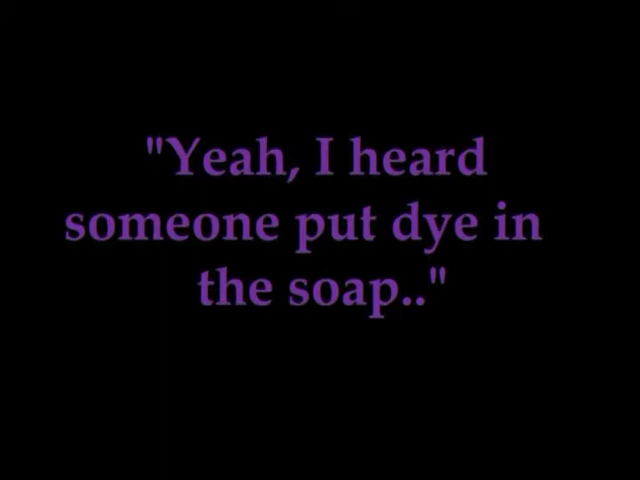 "Yeah, I heard
someone put dye in
the soap.."